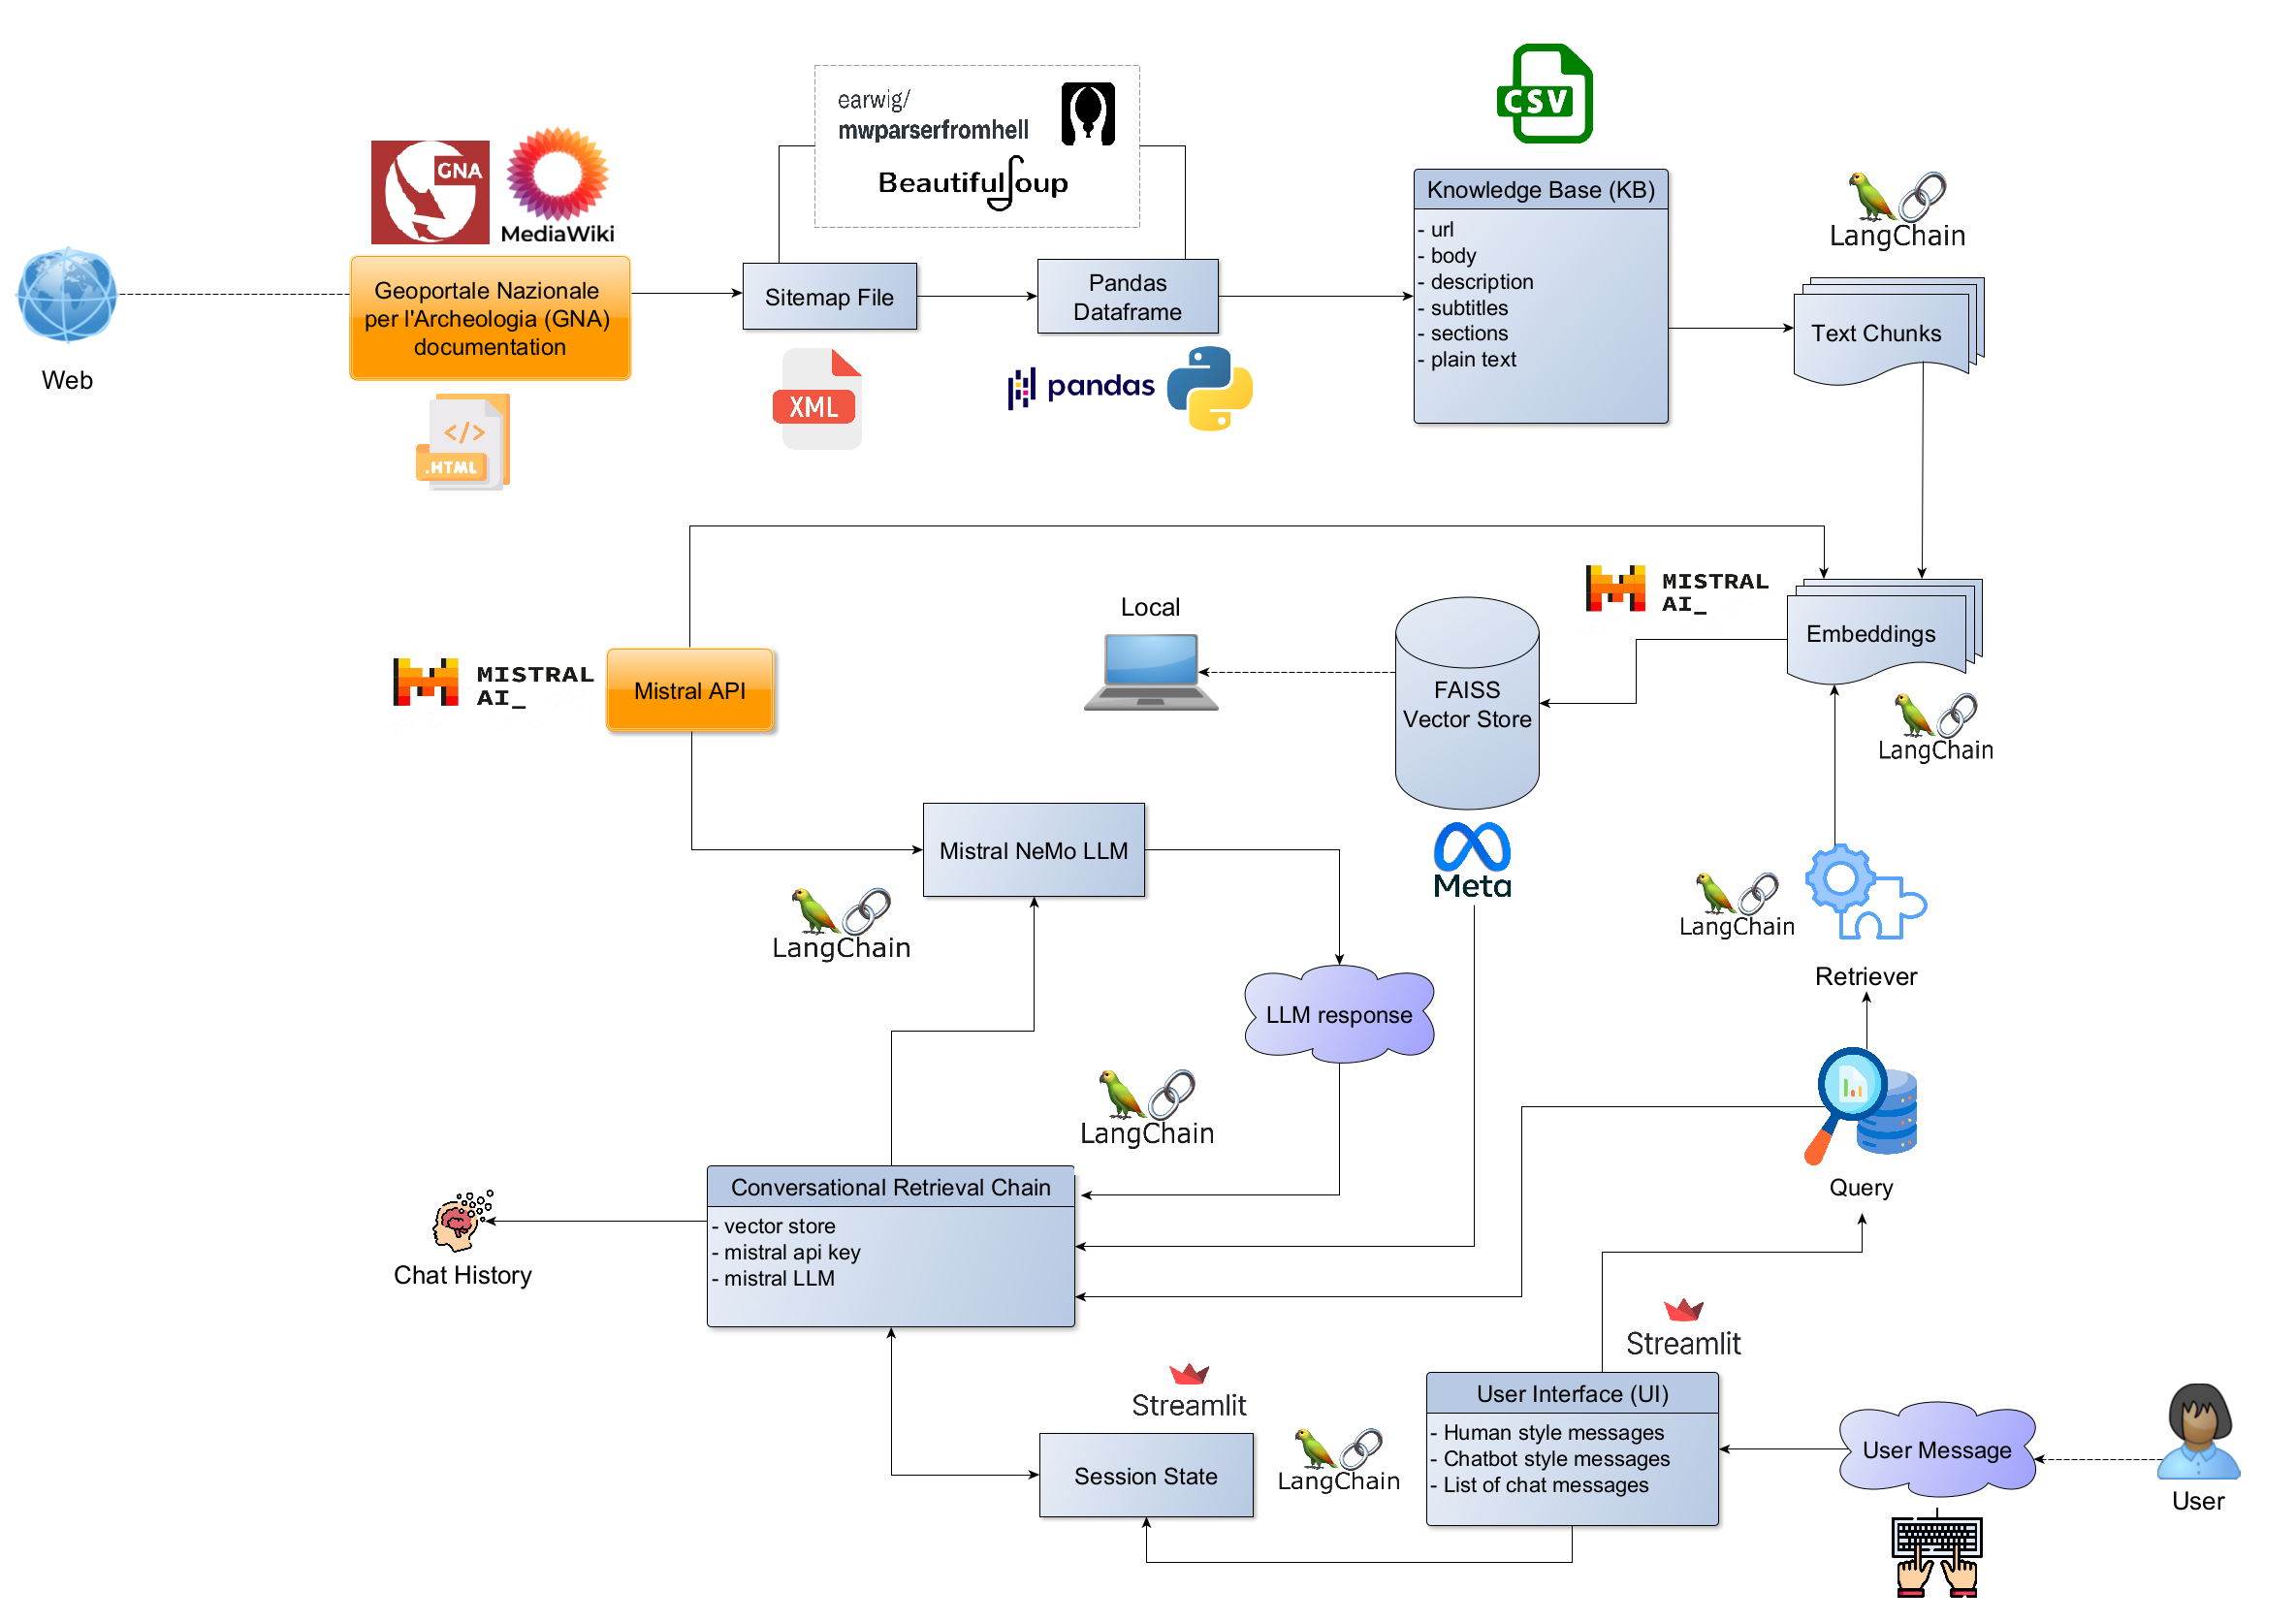 earwig/
mwparserfromhell
BeautifulSoup
CSV
GNA
MediaWiki
Geoportale Nazionale
per l'Archeologia (GNA)
documentation
Web
.HTML
Sitemap File
XML
Pandas
Dataframe
pandas
Knowledge Base (KB)
- url
- body
- description
- subtitles
- sections
- plain text
LangChain
Text Chunks
MISTRAL
AI_
Embeddings
LangChain
Local
FAISS
Vector Store
Meta
MISTRAL
AI_
Mistral API
Mistral NeMo LLM
LangChain
LLM response
LangChain
Retriever
Query
LangChain
Conversational Retrieval Chain
- vector store
- mistral api key
- mistral LLM
Chat History
Streamlit
Session State
LangChain
Streamlit
User Interface (UI)
- Human style messages
- Chatbot style messages
- List of chat messages
User Message
User